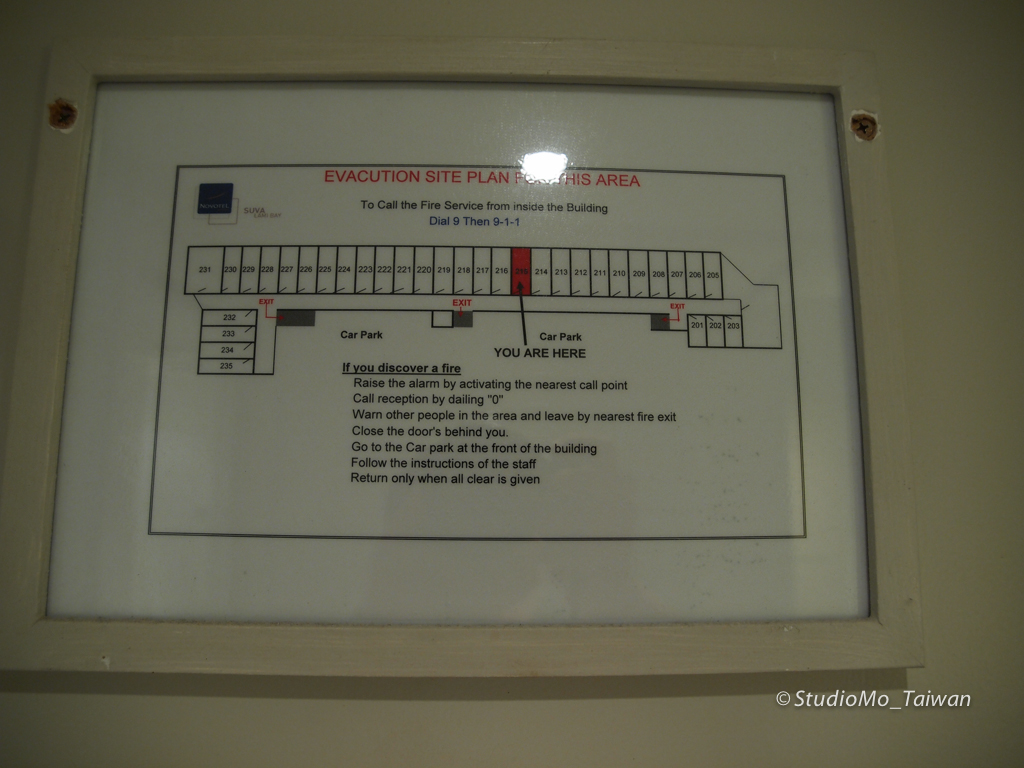 EVACUTION SITE PLAN FOR THIS AREA
NOVOTEL
SUVA
LAMI BAY
To Call the Fire Service from inside the Building
Dial 9 Then 9-1-1
231 230 229 228 227 226 225 224 223 222 221 220 219 218 217 216 215 214 213 212 211 210 209 208 207 206 205
EXIT EXIT EXIT
232
233
234
235
201 202 203
Car Park
Car Park
YOU ARE HERE
If you discover a fire
Raise the alarm by activating the nearest call point
Call reception by dailing "0"
Warn other people in the area and leave by nearest fire exit
Close the door's behind you.
Go to the Car park at the front of the building
Follow the instructions of the staff
Return only when all clear is given
©StudioMo_Taiwan